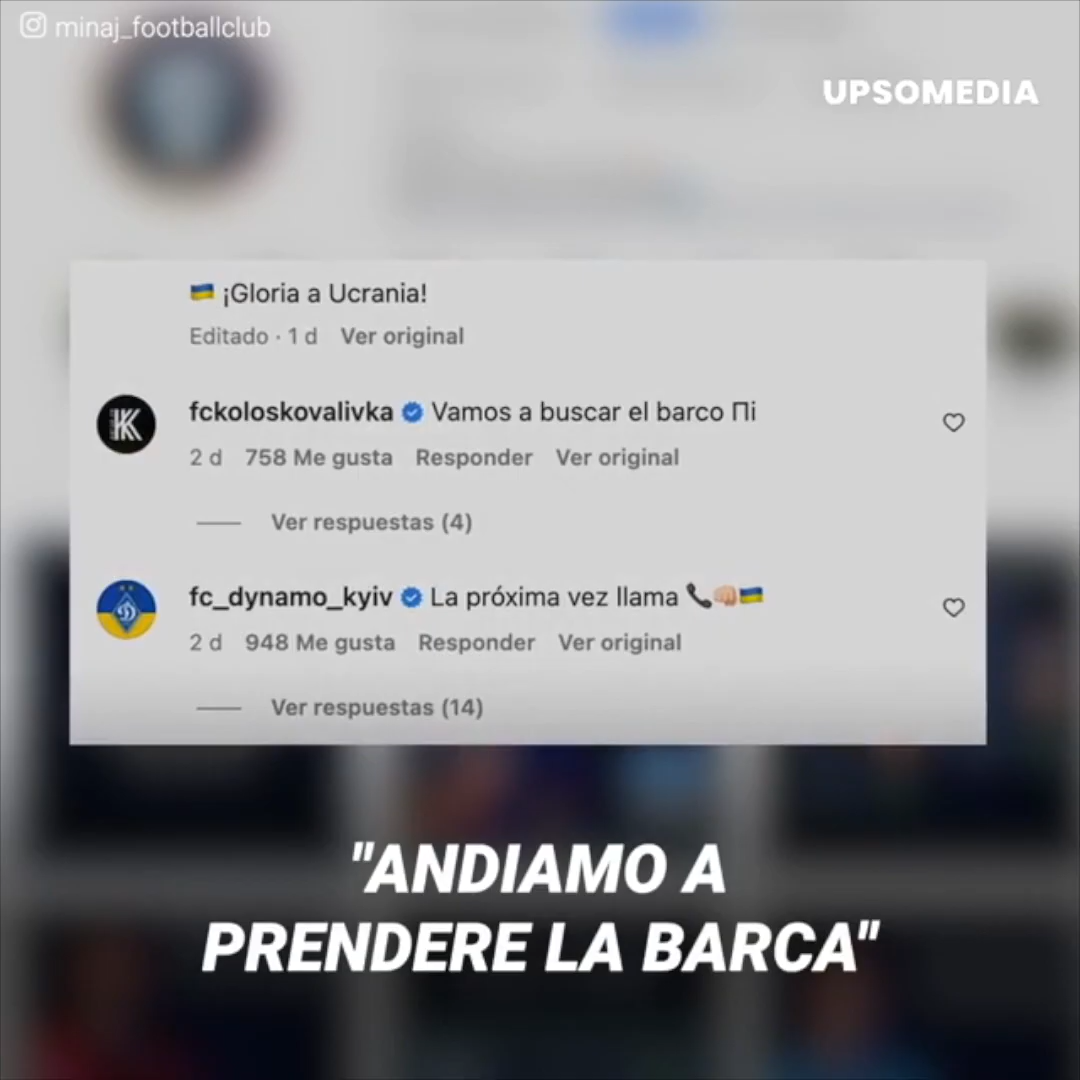 minaj_footballclub
UPSOMEDIA
🇺🇦 ¡Gloria a Ucrania!
Editado · 1 d Ver original
fckoloskovalivka Vamos a buscar el barco Пі
2 d 758 Me gusta Responder Ver original
Ver respuestas (4)
fc_dynamo_kyiv La próxima vez llama 📞👊🏻🇺🇦
2 d 948 Me gusta Responder Ver original
Ver respuestas (14)
"ANDIAMO A
PRENDERE LA BARCA"